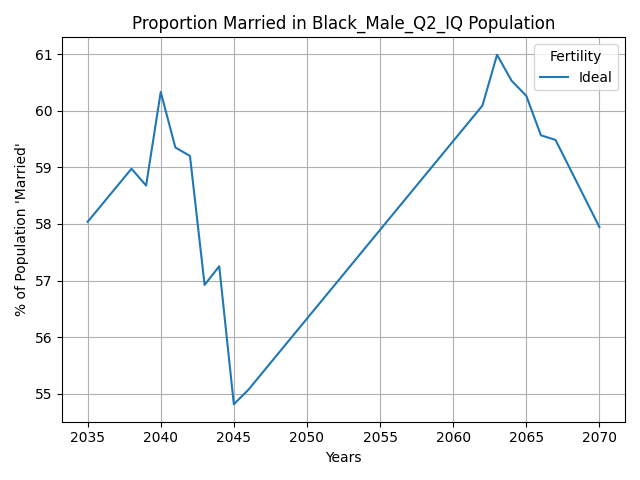 Proportion Married in Black_Male_Q2_IQ Population
Fertility
Ideal
% of Population 'Married'
61
60
59
58
57
56
55
2035 2040 2045 2050 2055 2060 2065 2070
Years